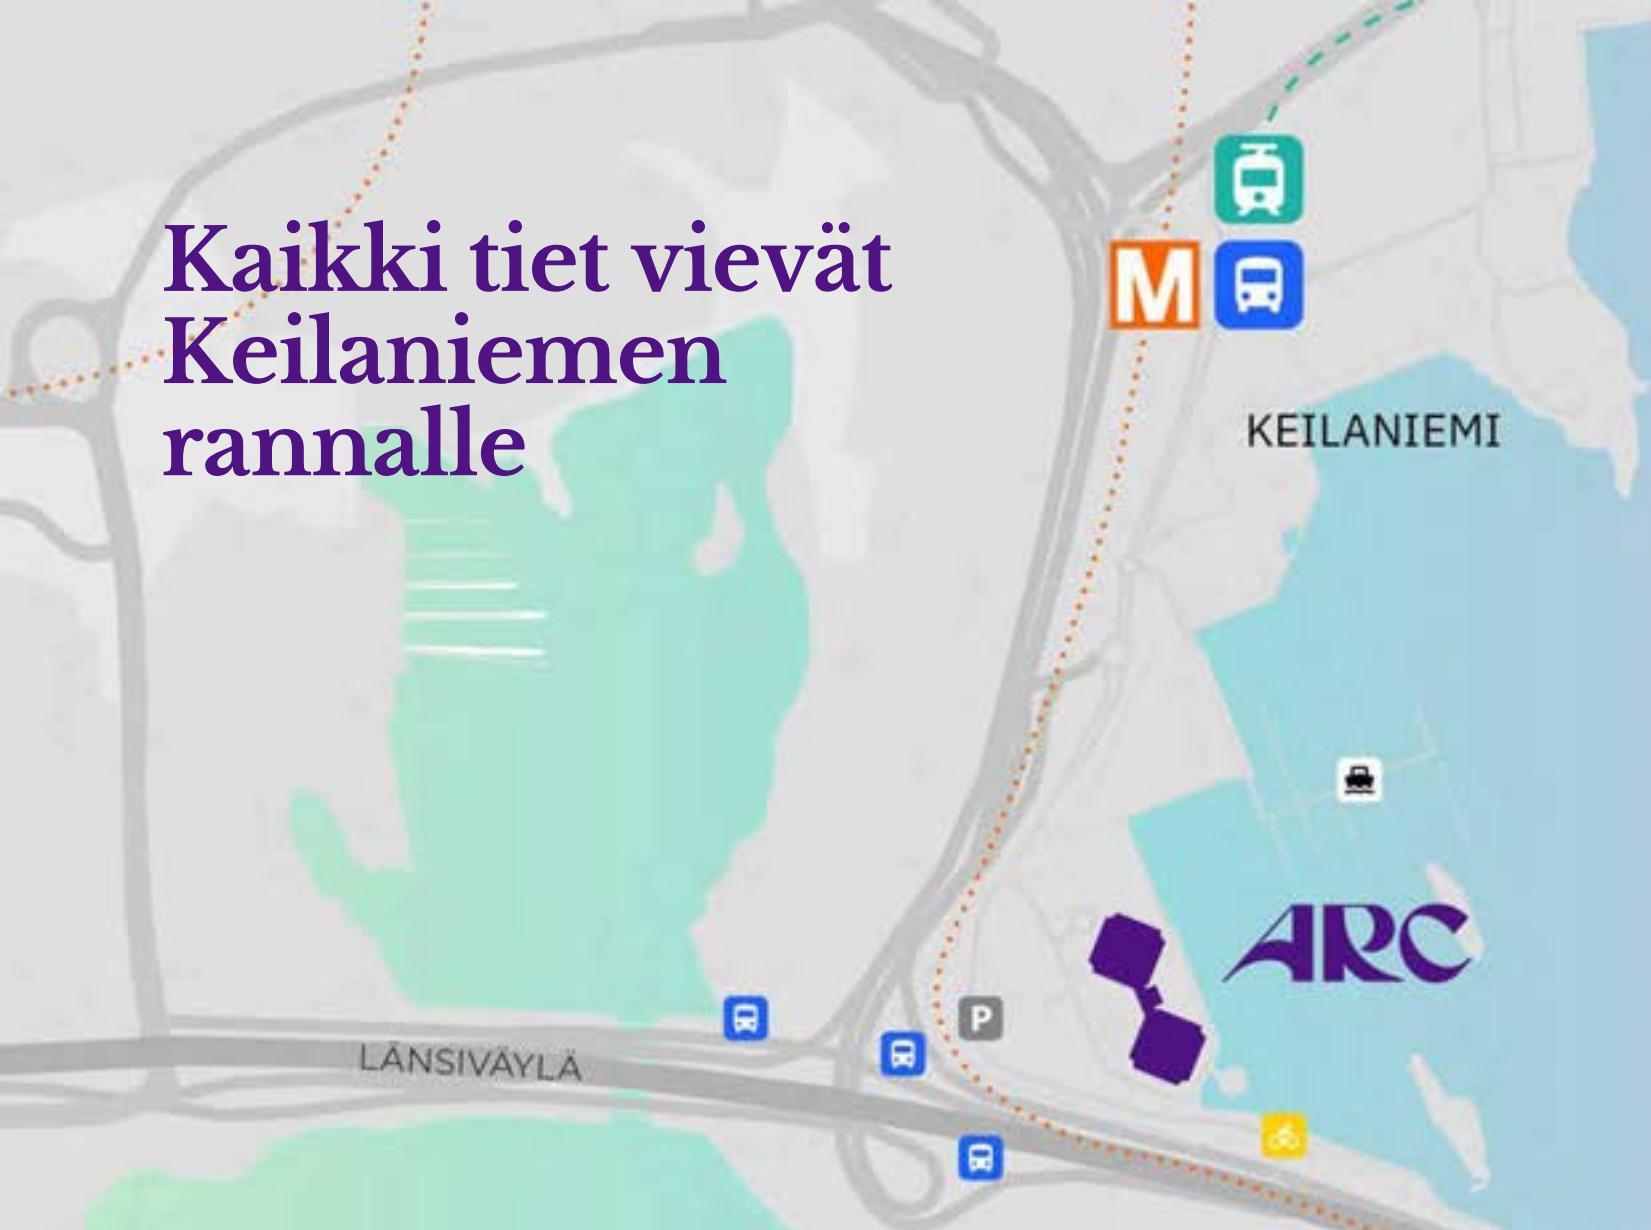 Kaikki tiet vievät
Keilaniemen
rannalle
M
KEILANIEMI
ARC
P
LÄNSIVÄYLÄ